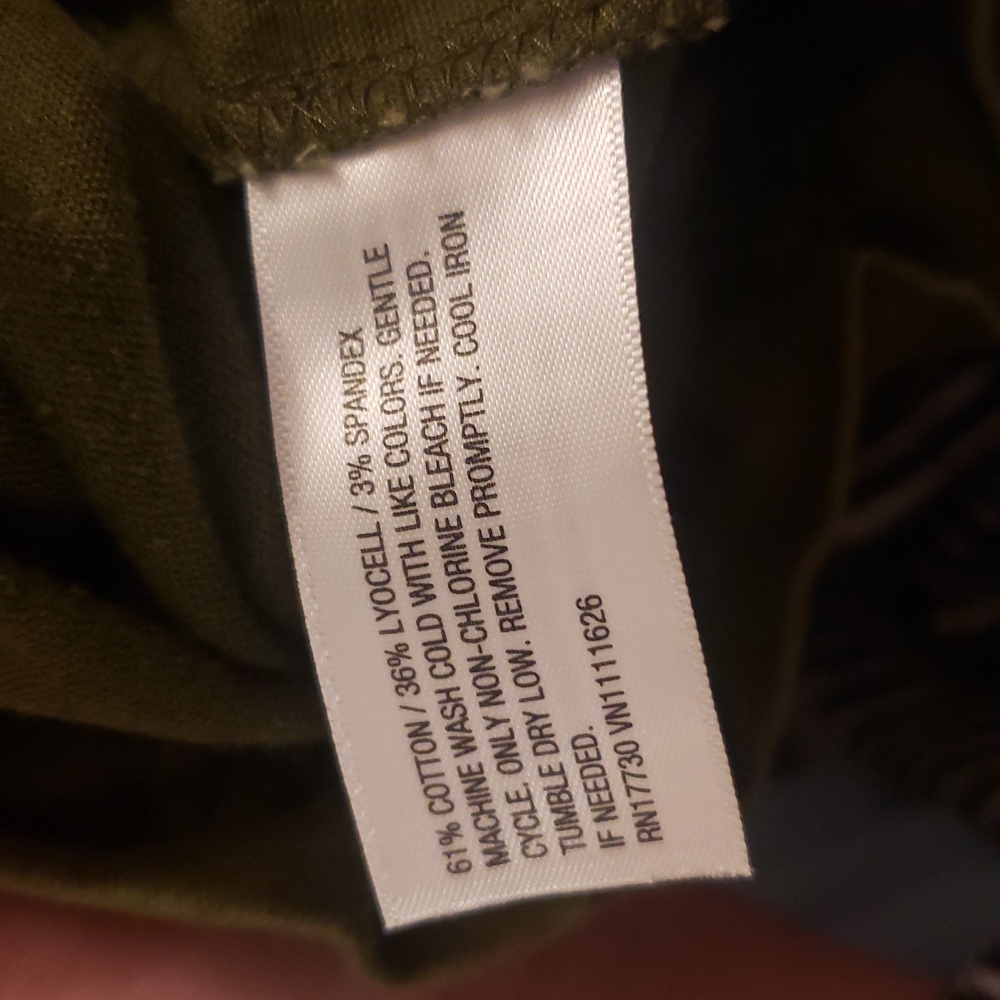 61% COTTON / 36% LYOCELL / 3% SPANDEX
MACHINE WASH COLD WITH LIKE COLORS. GENTLE
CYCLE. ONLY NON-CHLORINE BLEACH IF NEEDED.
TUMBLE DRY LOW. REMOVE PROMPTLY. COOL IRON
IF NEEDED.
RN17730 VN1111626